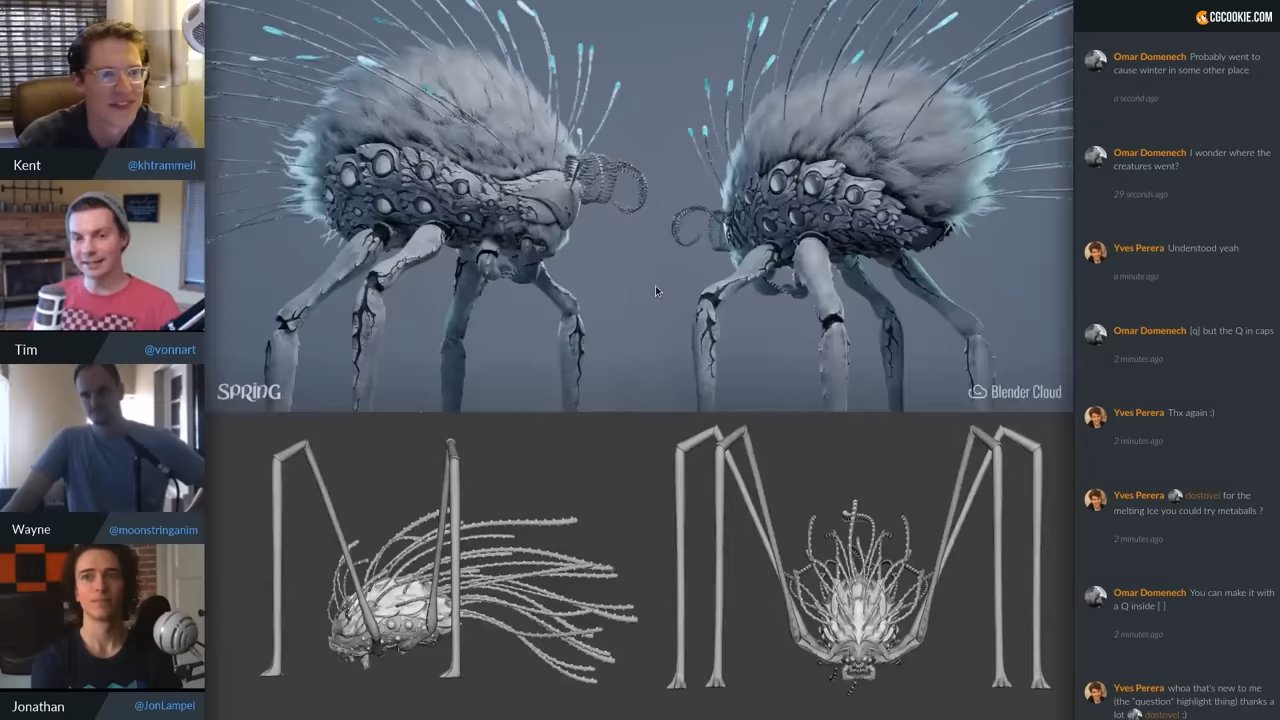 Kent @khtrammell
Tim @vonnart
Wayne @moonstringanim
Jonathan @JonLampel
SPRING
Blender Cloud
CGCOOKIE.COM
Omar Domenech Probably went to
cause winter in some other place
a second ago
Omar Domenech I wonder where the
creatures went?
29 seconds ago
Yves Perera Understood yeah
a minute ago
Omar Domenech [q] but the Q in caps
2 minutes ago
Yves Perera Thx again :)
2 minutes ago
Yves Perera dostovel for the
melting Ice you could try metaballs ?
2 minutes ago
Omar Domenech You can make it with
a Q inside [ ]
2 minutes ago
Yves Perera whoa that's new to me
(the "question" highlight thing) thanks a
lot dostovel :)